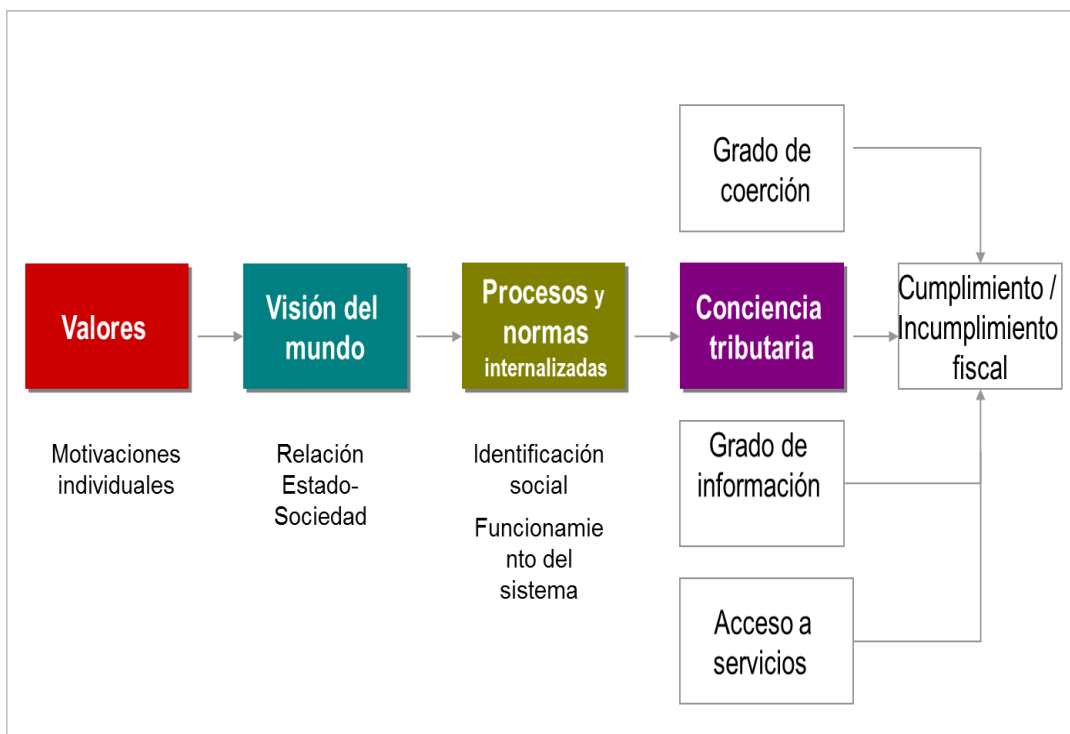 Grado de
coerción
Valores
Visión del
mundo
Procesos y
normas
internalizadas
Conciencia
tributaria
Cumplimiento /
Incumplimiento
fiscal
Motivaciones
individuales
Relación
Estado-
Sociedad
Identificación
social
Funcionamie
nto del
sistema
Grado de
información
Acceso a
servicios